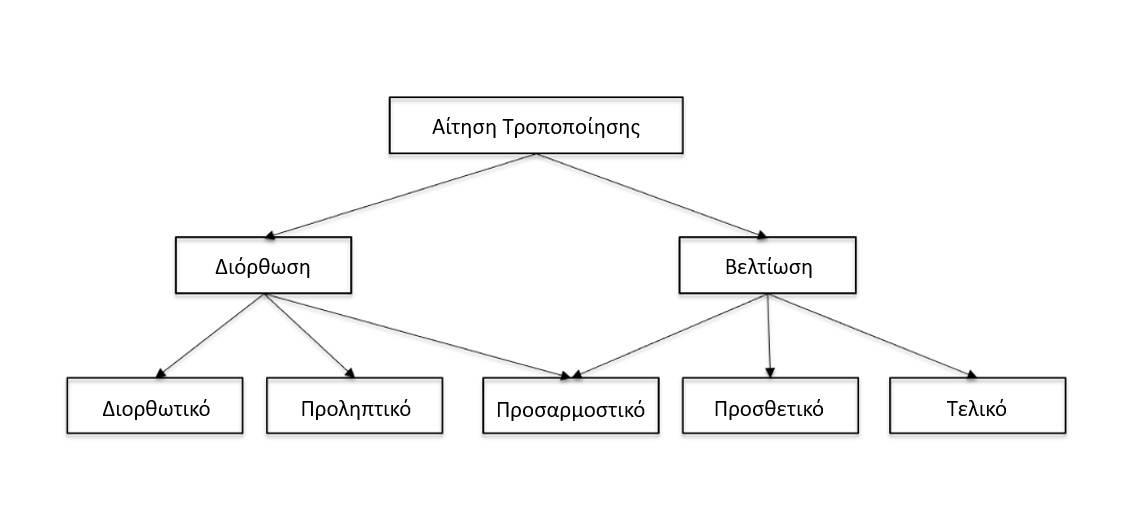 Αίτηση Τροποποίησης
Διόρθωση
Βελτίωση
Διορθωτικό
Προληπτικό
Προσαρμοστικό
Προσθετικό
Τελικό